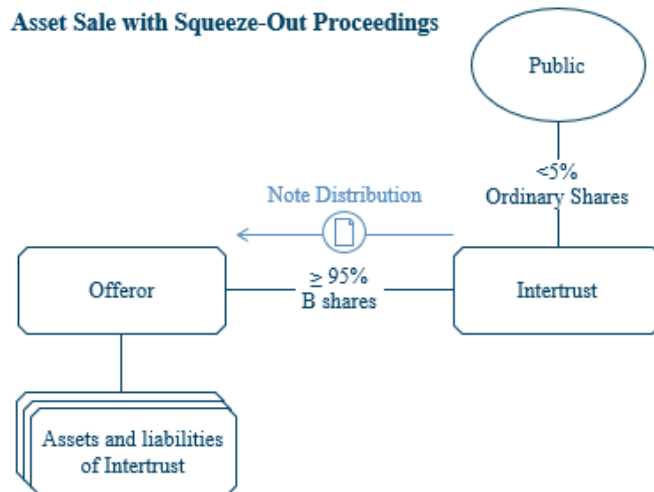 Asset Sale with Squeeze-Out Proceedings
Public
<5%
Ordinary Shares
Note Distribution
Offeror
≥ 95%
B shares
Intertrust
Assets and liabilities
of Intertrust